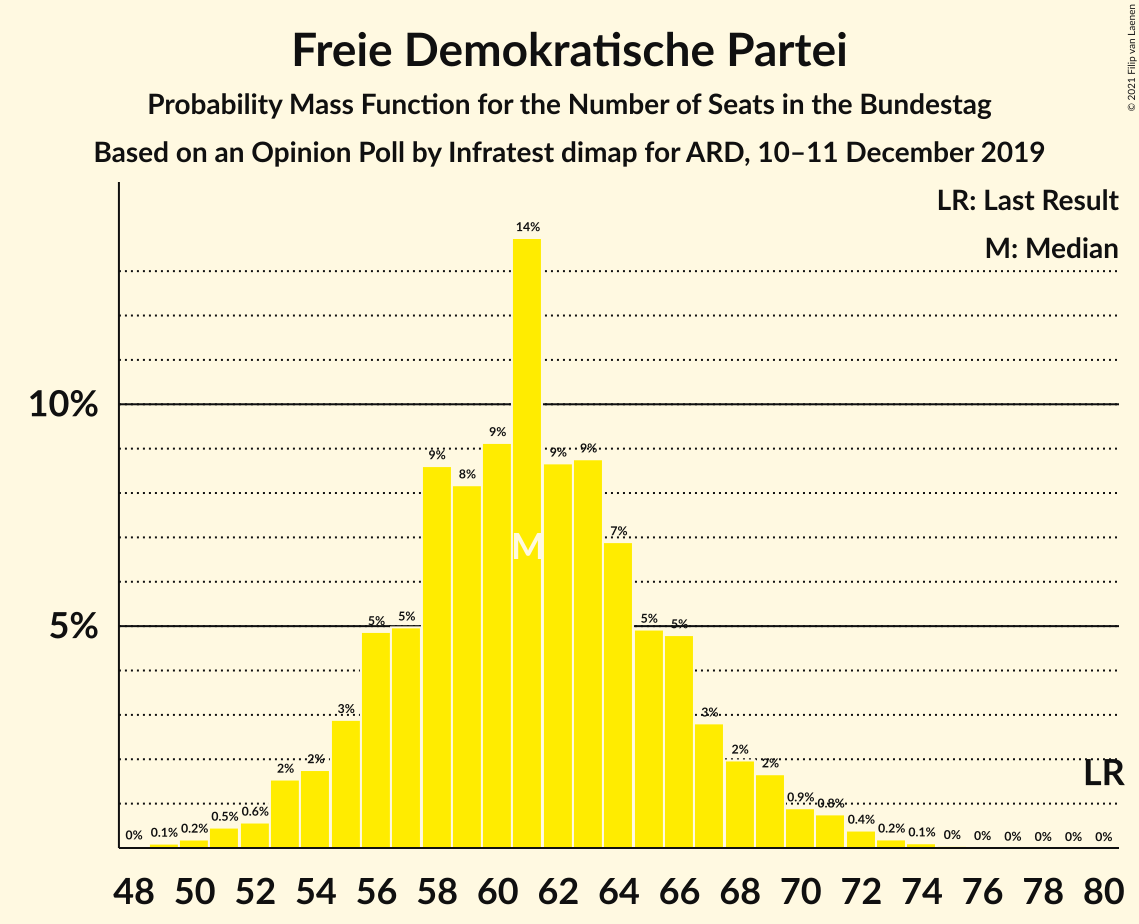 Freie Demokratische Partei
Probability Mass Function for the Number of Seats in the Bundestag
Based on an Opinion Poll by Infratest dimap for ARD, 10–11 December 2019
© 2021 Filip van Laenen
LR: Last Result
M: Median
10%
5%
0% 0.1% 0.2% 0.5% 0.6% 2% 2% 3% 5% 5% 9% 8% 9% 14% 9% 9% 7% 5% 5% 3% 2% 2% 0.9% 0.8% 0.4% 0.2% 0.1% 0% 0% 0% 0% 0% 0%
M
LR
48 50 52 54 56 58 60 62 64 66 68 70 72 74 76 78 80